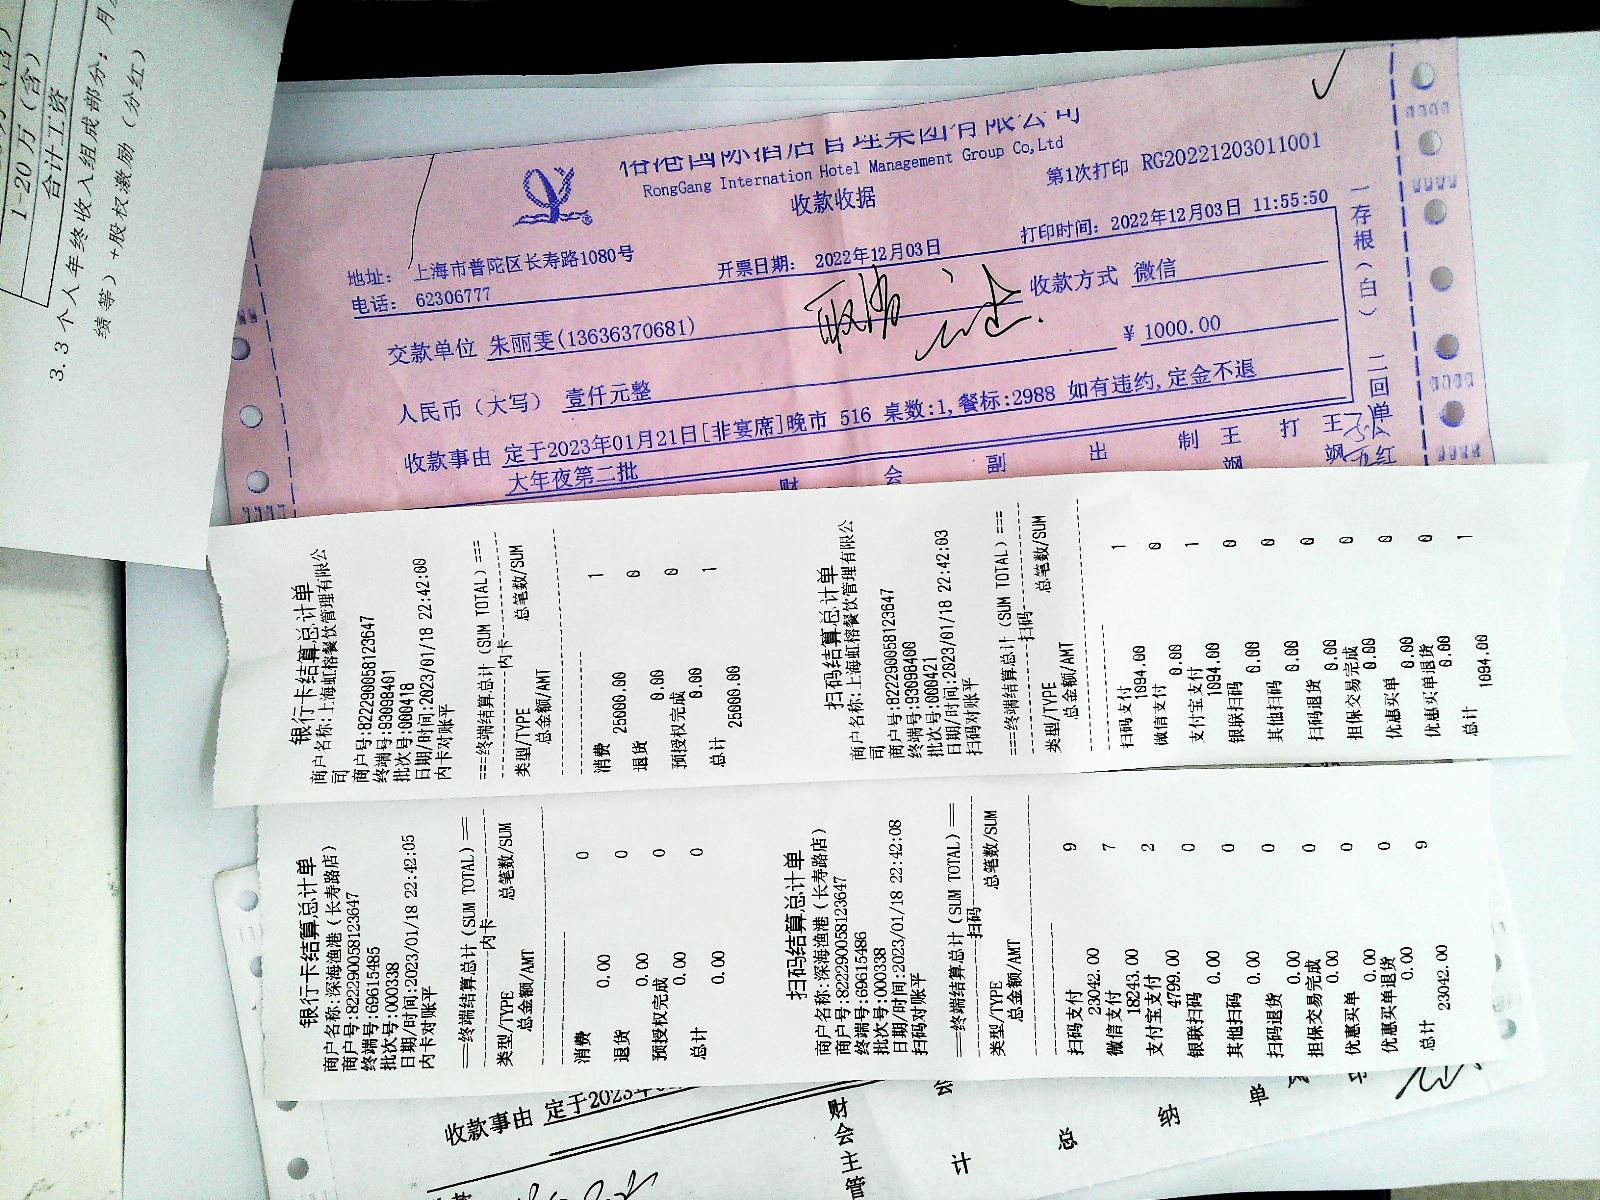 1-20万(含)
合计工资
3.3 个人年终收入组成部分：月
绩等）+股权激励（分红）
RongGang Internation Hotel Management Group Co,Ltd
收款收据
第1次打印 RG20221203011001
地址： 上海市普陀区长寿路1080号
电话： 62306777
开票日期： 2022年12月03日
打印时间：2022年12月03日 11:55:50
交款单位 朱丽雯(13636370681)
收款方式 微信
人民币（大写） 壹仟元整
¥ 1000.00
收款事由 定于2023年01月21日[非宴席]晚市 516 桌数:1,餐标:2988 如有违约,定金不退
大年夜第二批
一存根（白）二回单
红
财 会 副 出 制 王飒 打 王飒
银行卡结算总计单
商户名称:上海虹榕餐饮管理有限公
司
商户号:822290058123647
终端号:93098401
批次号:000418
日期/时间:2023/01/18 22:42:00
内卡对账平
===终端结算总计(SUM TOTAL)===
内卡
类型/TYPE 总笔数/SUM
总金额/AMT
消费 1
25000.00
退货 0
0.00
预授权完成 0
0.00
总计 1
25000.00
扫码结算总计单
商户名称:上海虹榕餐饮管理有限公
司
商户号:822290058123647
终端号:93098400
批次号:000421
日期/时间:2023/01/18 22:42:03
扫码对账平
===终端结算总计(SUM TOTAL)===
扫码
类型/TYPE 总笔数/SUM
总金额/AMT
扫码支付 1
1094.00
微信支付 0
0.00
支付宝支付 1
1094.00
银联扫码 0
0.00
其他扫码 0
0.00
扫码退货 0
0.00
担保交易完成 0
0.00
优惠买单 0
0.00
优惠买单退货 0
0.00
总计 1
1094.00
银行卡结算总计单
商户名称:深海渔港（长寿路店）
商户号:822290058123647
终端号:69615485
批次号:000338
日期/时间:2023/01/18 22:42:05
内卡对账平
==终端结算总计(SUM TOTAL)==
内卡
类型/TYPE 总笔数/SUM
总金额/AMT
消费 0
0.00
退货 0
0.00
预授权完成 0
0.00
总计 0
0.00
扫码结算总计单
商户名称:深海渔港（长寿路店）
商户号:822290058123647
终端号:69615486
批次号:000338
日期/时间:2023/01/18 22:42:08
扫码对账平
===终端结算总计(SUM TOTAL)==
扫码
类型/TYPE 总笔数/SUM
总金额/AMT
扫码支付 9
23042.00
微信支付 7
18243.00
支付宝支付 2
4799.00
银联扫码 0
0.00
其他扫码 0
0.00
扫码退货 0
0.00
担保交易完成 0
0.00
优惠买单 0
0.00
优惠买单退货 0
0.00
总计 9
23042.00
收款事由 定于2023年